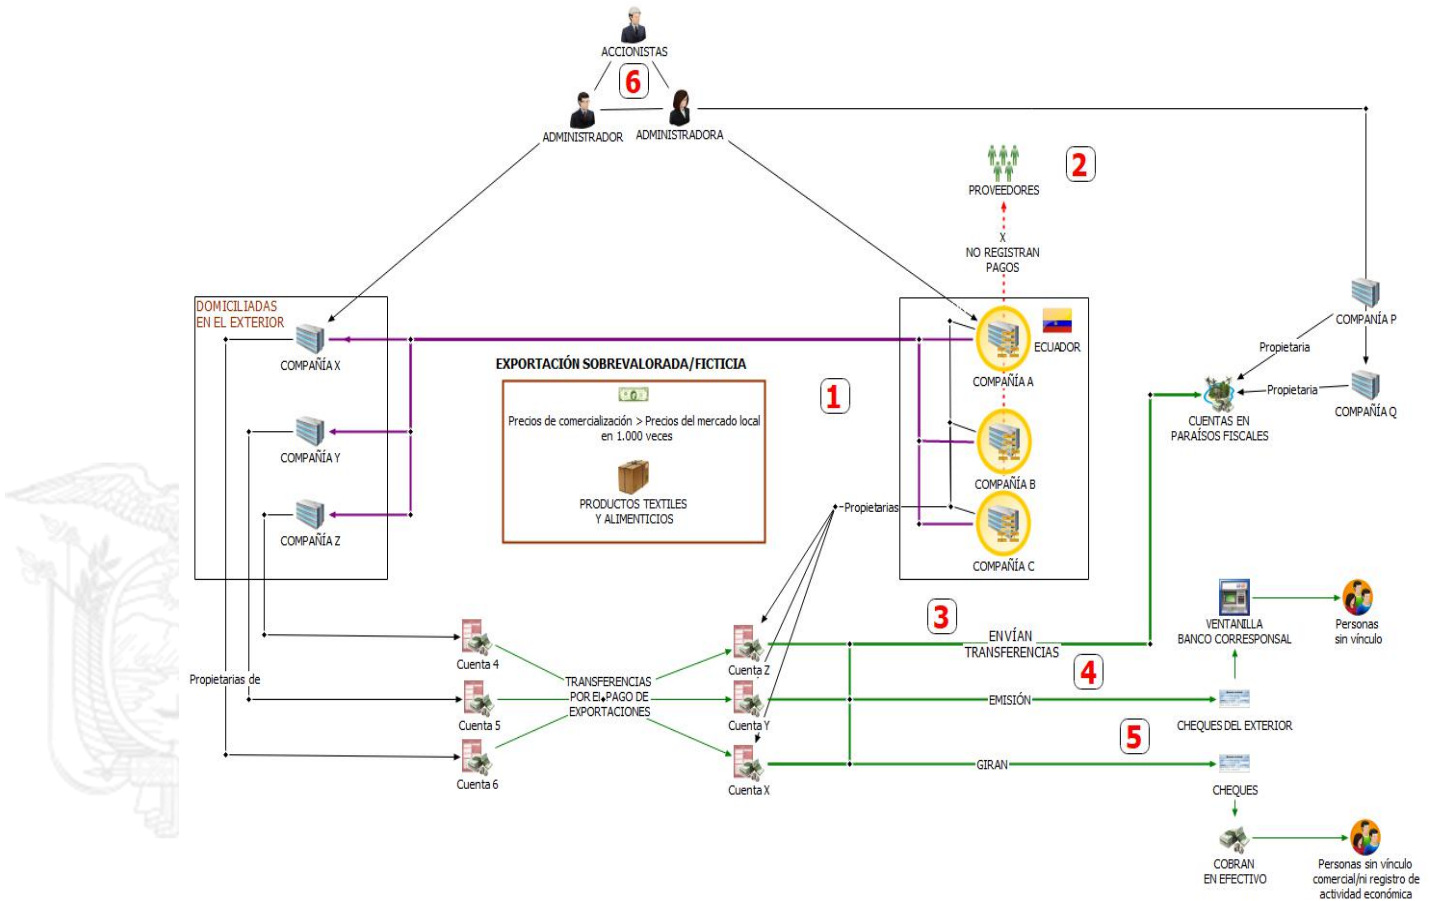 ACCIONISTAS
6
ADMINISTRADOR
ADMINISTRADORA
2
PROVEEDORES
X
NO REGISTRAN
PAGOS
DOMICILIADAS
EN EL EXTERIOR
COMPAÑÍA X
COMPAÑÍA Y
COMPAÑÍA Z
EXPORTACIÓN SOBREVALORADA/FICTICIA
Precios de comercialización > Precios del mercado local
en 1.000 veces
PRODUCTOS TEXTILES
Y ALIMENTICIOS
1
ECUADOR
COMPAÑÍA A
COMPAÑÍA B
COMPAÑÍA C
Propietarias
COMPAÑÍA P
Propietaria
Propietaria
COMPAÑÍA Q
CUENTAS EN
PARAÍSOS FISCALES
Propietarias de
Cuenta 4
Cuenta 5
Cuenta 6
TRANSFERENCIAS
POR El PAGO DE
EXPORTACIONES
Cuenta Z
Cuenta Y
Cuenta X
3
ENVÍAN
TRANSFERENCIAS
4
EMISIÓN
5
GIRAN
VENTANILLA
BANCO CORRESPONSAL
Personas
sin vínculo
CHEQUES DEL EXTERIOR
CHEQUES
COBRAN
EN EFECTIVO
Personas sin vínculo
comercial/ni registro de
actividad económica